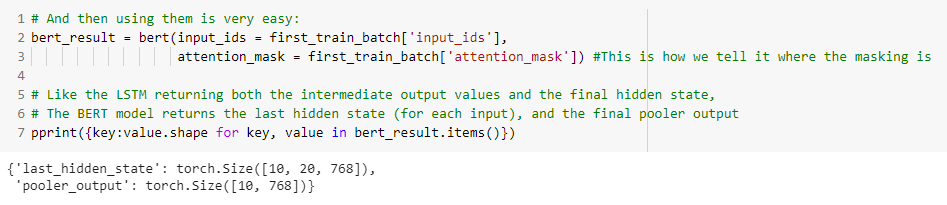 1 # And then using them is very easy:
2 bert_result = bert(input_ids = first_train_batch['input_ids'],
3                    attention_mask = first_train_batch['attention_mask']) #This is how we tell it where the masking is
4
5 # Like the LSTM returning both the intermediate output values and the final hidden state,
6 # The BERT model returns the last hidden state (for each input), and the final pooler output
7 pprint({key:value.shape for key, value in bert_result.items()})
{'last_hidden_state': torch.Size([10, 20, 768]),
 'pooler_output': torch.Size([10, 768])}